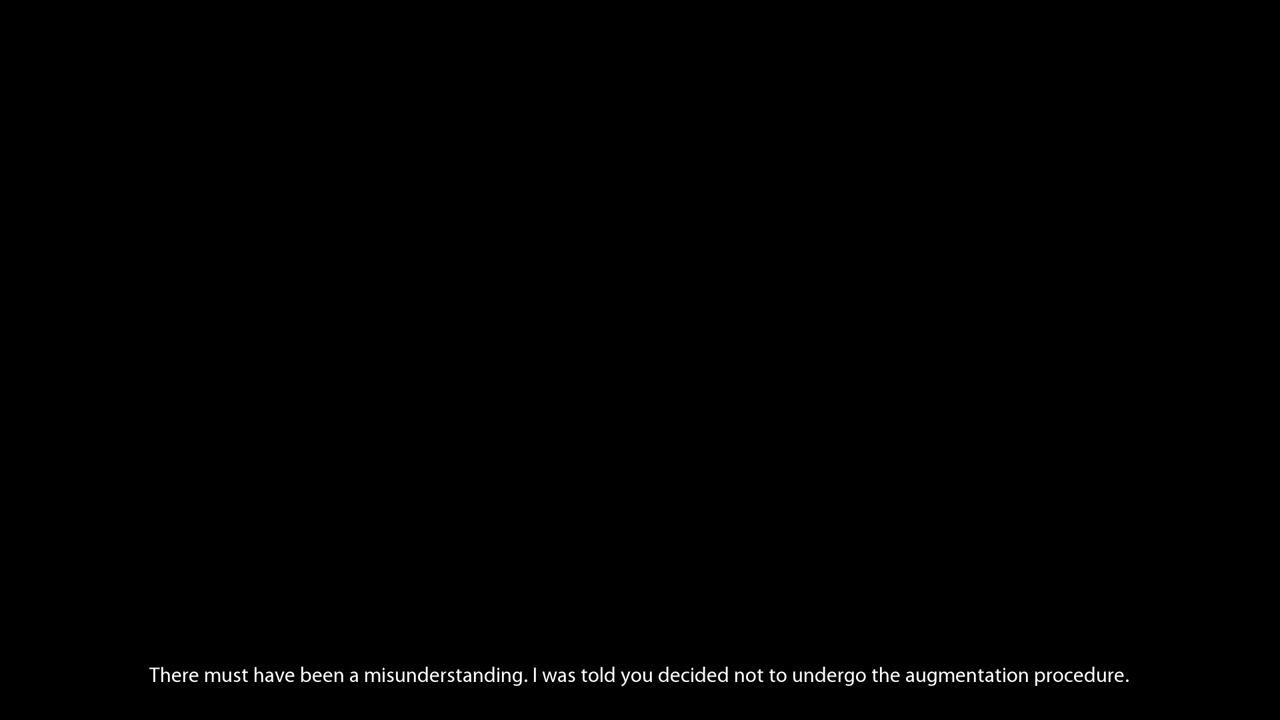 There must have been a misunderstanding. I was told you decided not to undergo the augmentation procedure.